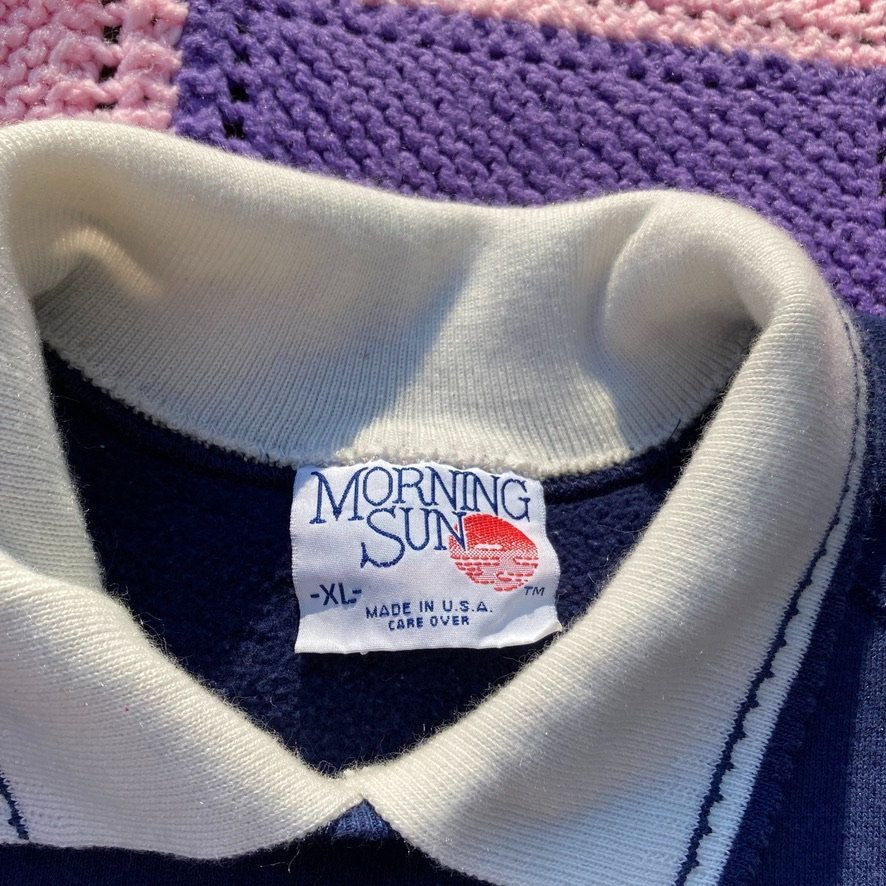 MORNING
SUN
-XL-
TM
MADE IN U.S.A.
CARE OVER